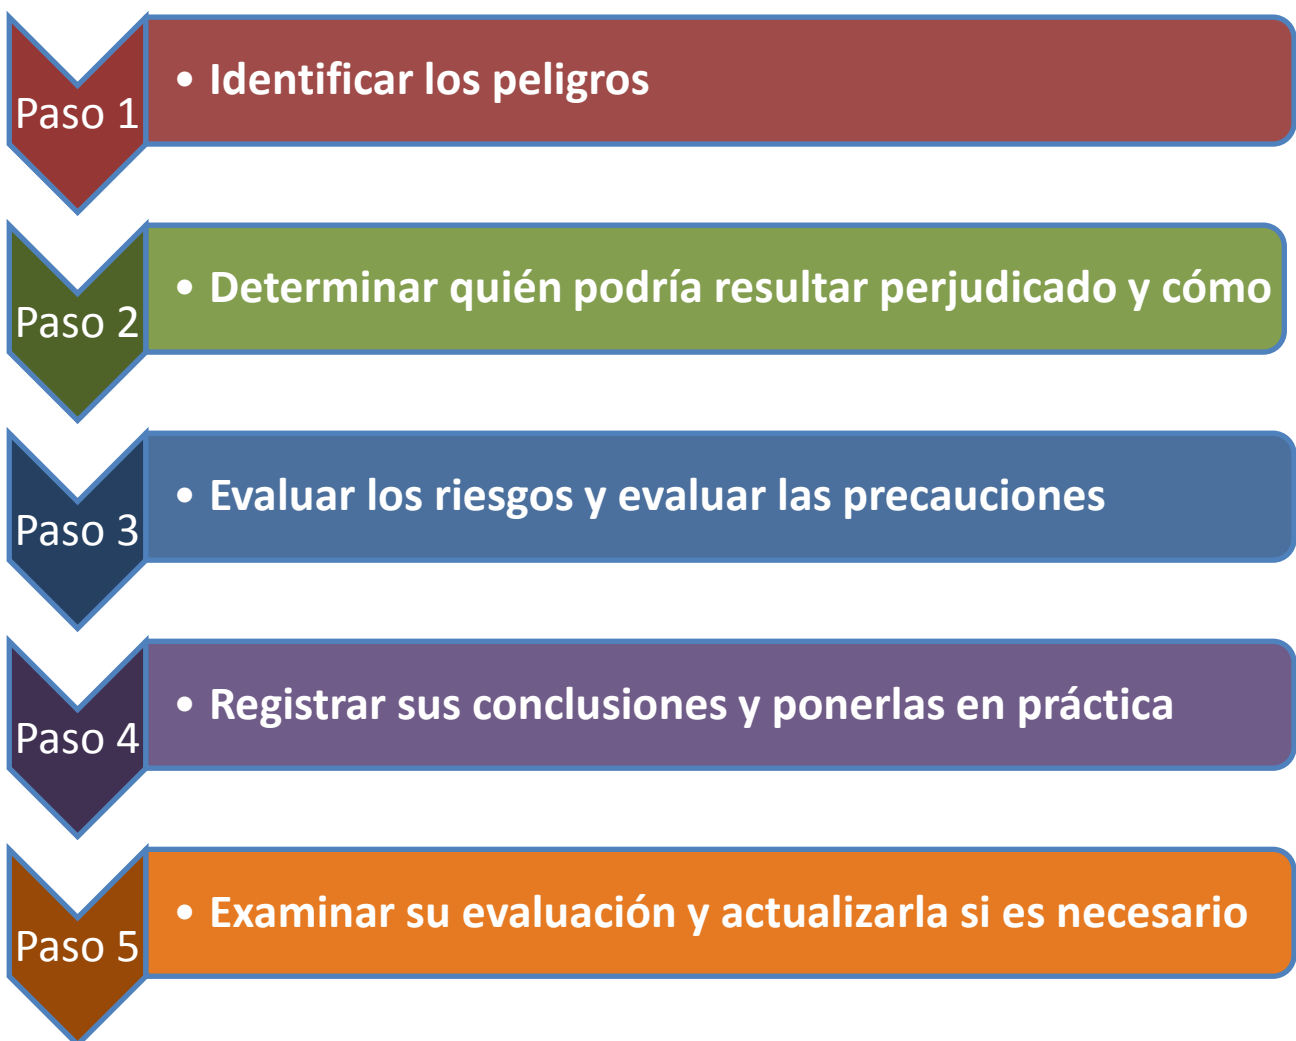 Paso 1
• Identificar los peligros
Paso 2
• Determinar quién podría resultar perjudicado y cómo
Paso 3
• Evaluar los riesgos y evaluar las precauciones
Paso 4
• Registrar sus conclusiones y ponerlas en práctica
Paso 5
• Examinar su evaluación y actualizarla si es necesario